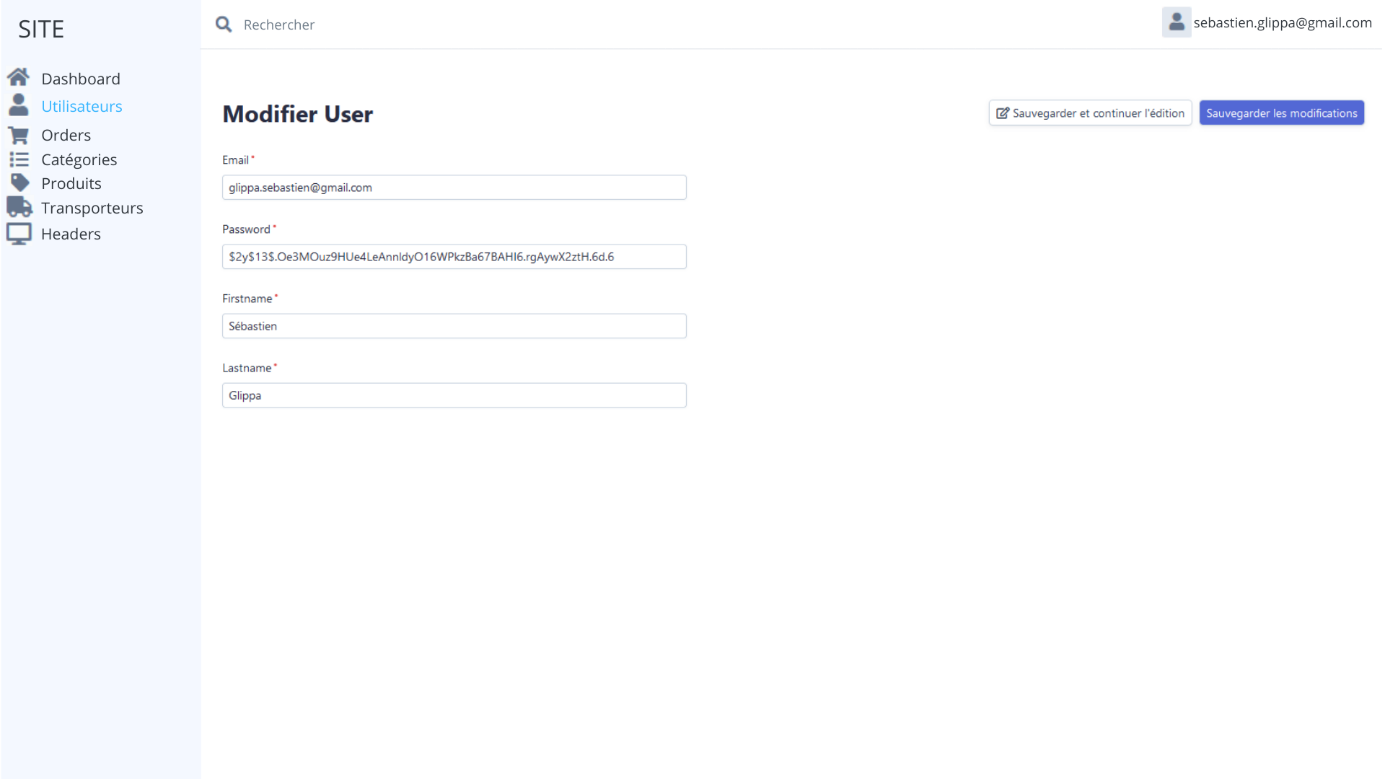 SITE
Rechercher
sebastien.glippa@gmail.com
Dashboard
Utilisateurs
Orders
Catégories
Produits
Transporteurs
Headers
Modifier User
Sauvegarder et continuer l'édition
Sauvegarder les modifications
Email *
glippa.sebastien@gmail.com
Password *
$2y$13$.Oe3MOuz9HUe4LeAnnIdyO16WPkzBa67BAHI6.rgAywX2ztH.6d.6
Firstname *
Sébastien
Lastname *
Glippa